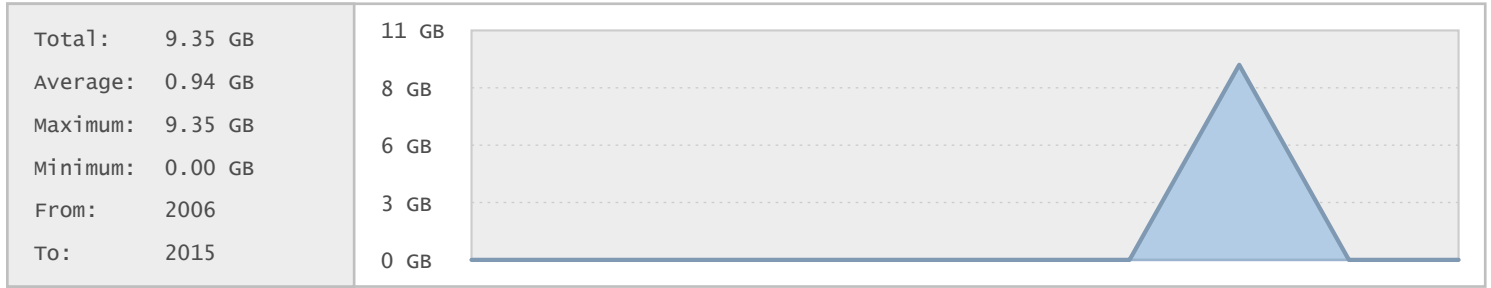 Total: 9.35 GB
Average: 0.94 GB
Maximum: 9.35 GB
Minimum: 0.00 GB
From: 2006
To: 2015
11 GB
8 GB
6 GB
3 GB
0 GB